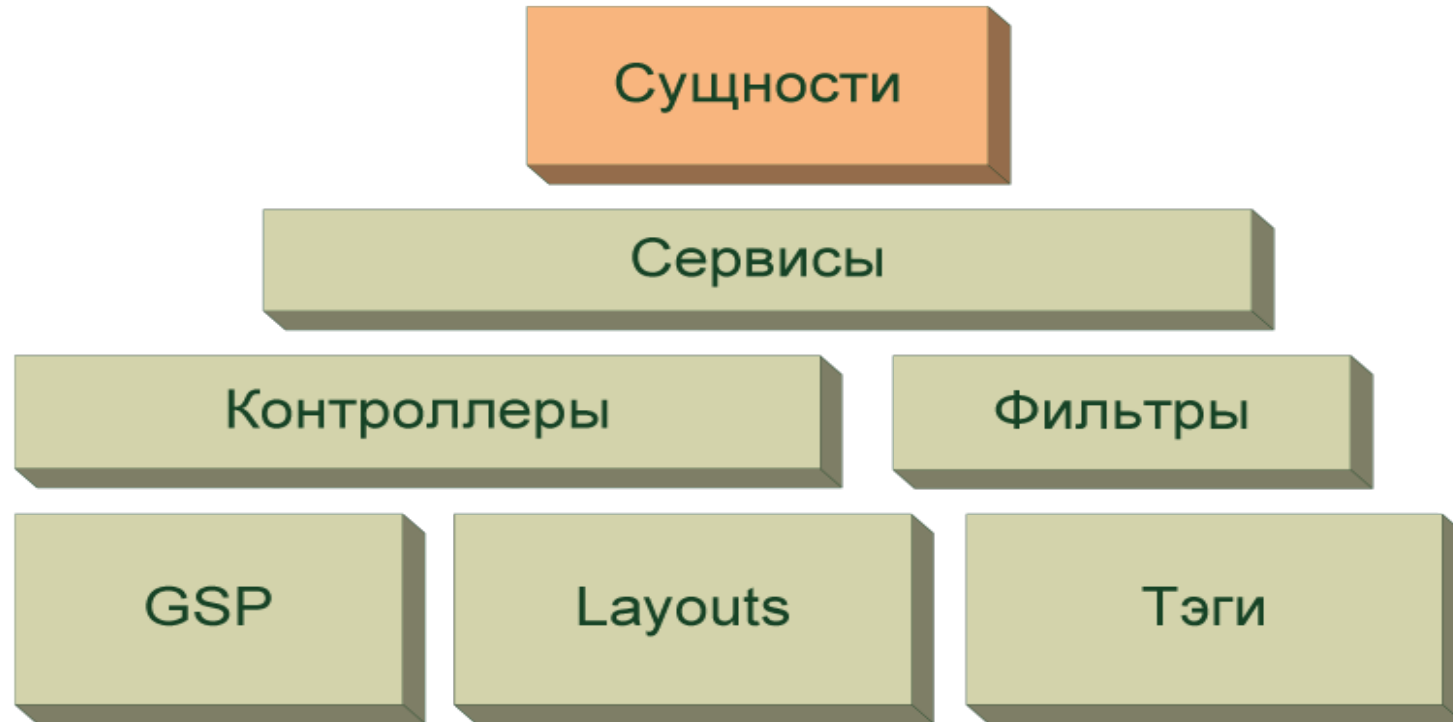 Сущности
Сервисы
Контроллеры
Фильтры
GSP
Layouts
Тэги